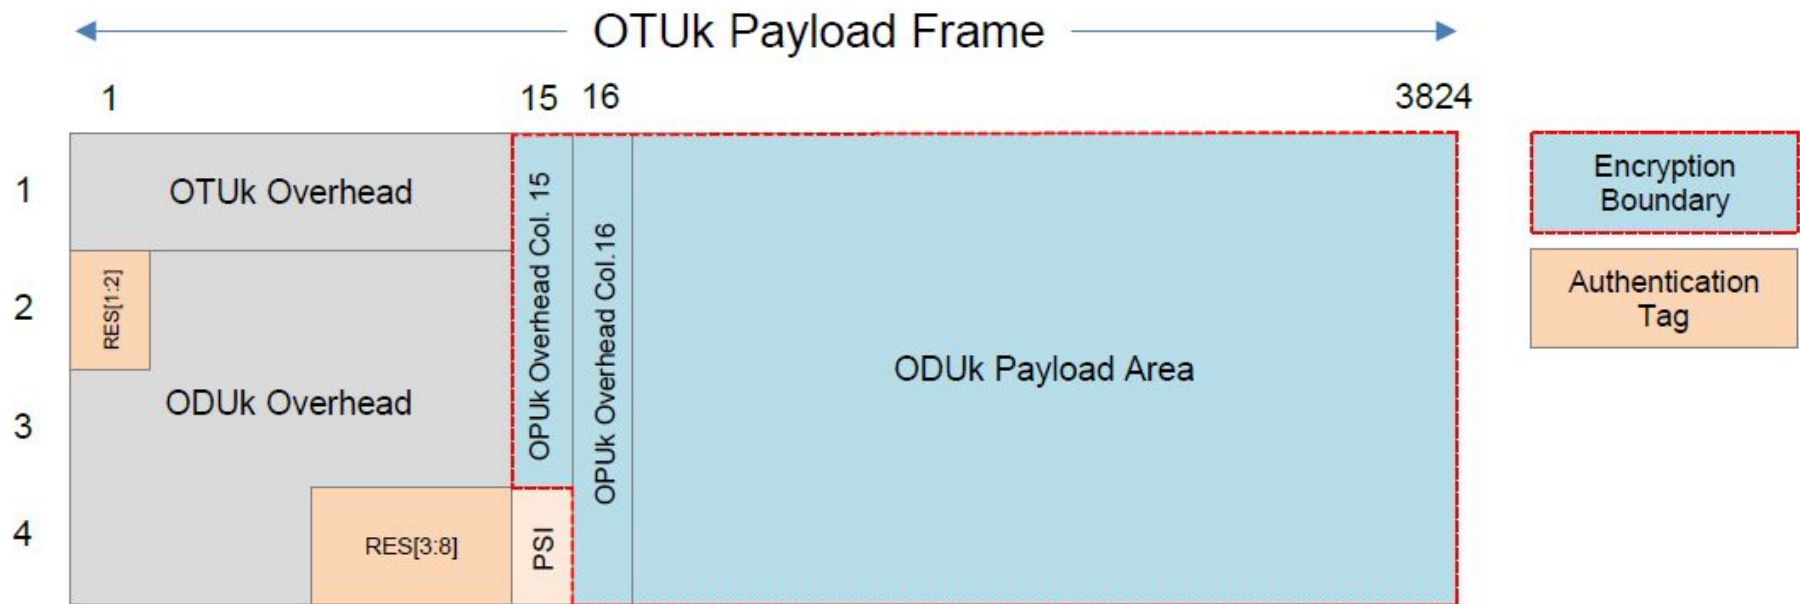 OTUk Payload Frame
1
15
16
3824
1
OTUk Overhead
OPUk Overhead Col. 15
OPUk Overhead Col.16
Encryption
Boundary
2
RES[1:2]
Authentication
Tag
ODUk Payload Area
3
ODUk Overhead
4
RES[3:8]
PSI